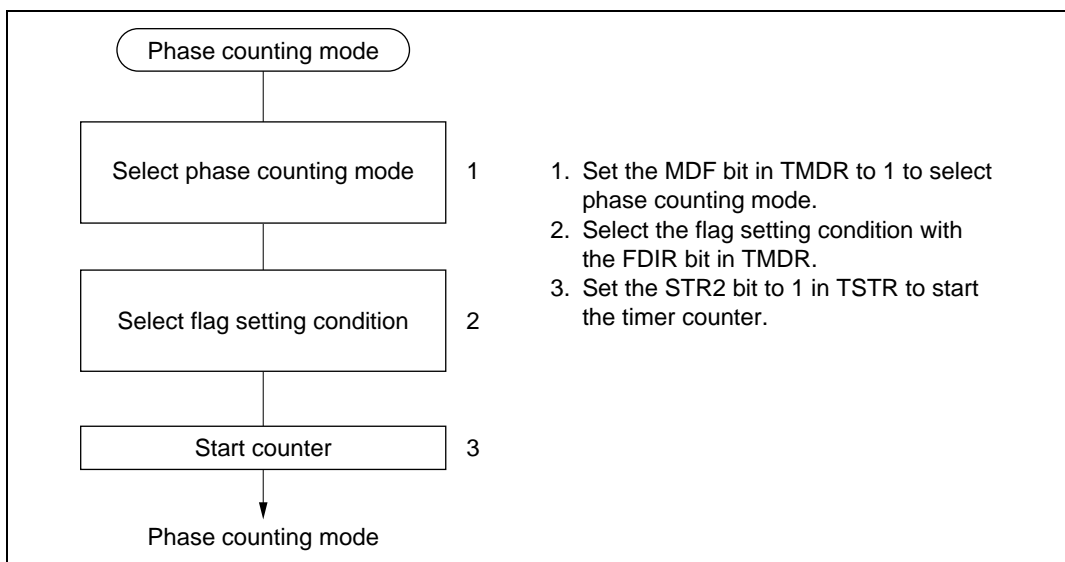 Phase counting mode
Select phase counting mode 1
Select flag setting condition 2
Start counter 3
Phase counting mode
1. Set the MDF bit in TMDR to 1 to select
phase counting mode.
2. Select the flag setting condition with
the FDIR bit in TMDR.
3. Set the STR2 bit to 1 in TSTR to start
the timer counter.